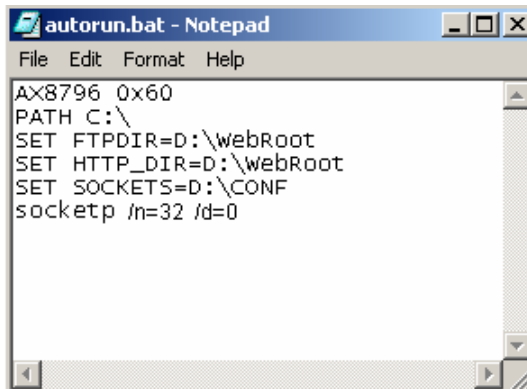 autorun.bat - Notepad
File Edit Format Help
AX8796 0x60
PATH C:\
SET FTPDIR=D:\WebRoot
SET HTTP_DIR=D:\WebRoot
SET SOCKETS=D:\CONF
socketp /n=32 /d=0